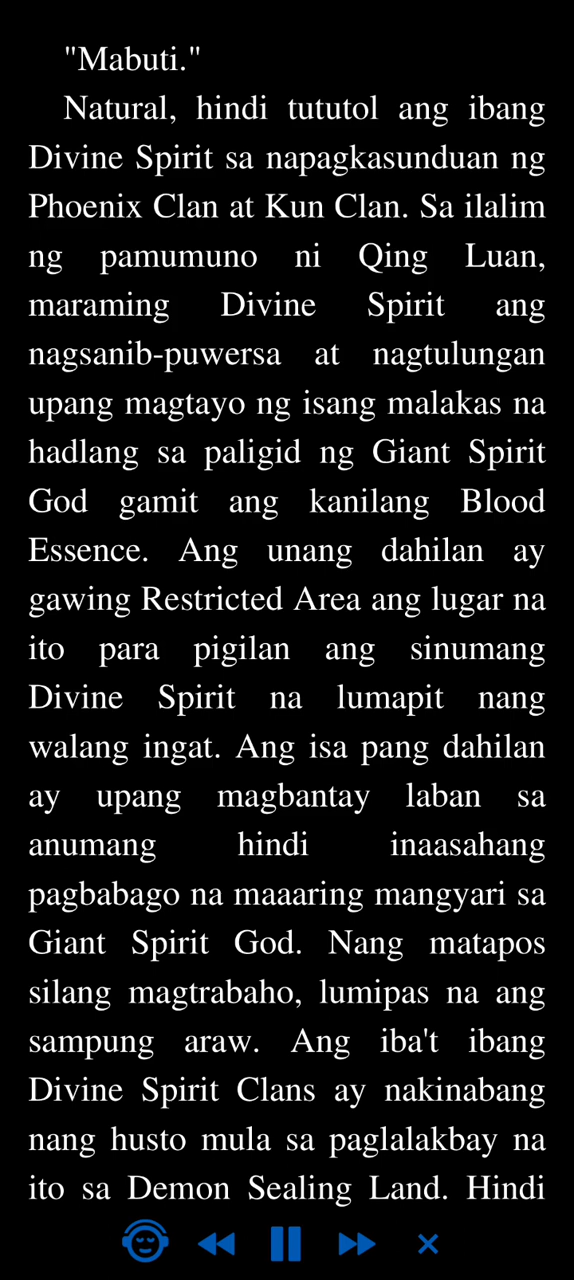 "Mabuti."
Natural, hindi tututol ang ibang
Divine Spirit sa napagkasunduan ng
Phoenix Clan at Kun Clan. Sa ilalim
ng pamumuno ni Qing Luan,
maraming Divine Spirit ang
nagsanib-puwersa at nagtulungan
upang magtayo ng isang malakas na
hadlang sa paligid ng Giant Spirit
God gamit ang kanilang Blood
Essence. Ang unang dahilan ay
gawing Restricted Area ang lugar na
ito para pigilan ang sinumang
Divine Spirit na lumapit nang
walang ingat. Ang isa pang dahilan
ay upang magbantay laban sa
anumang hindi inaasahang
pagbabago na maaaring mangyari sa
Giant Spirit God. Nang matapos
silang magtrabaho, lumipas na ang
sampung araw. Ang iba't ibang
Divine Spirit Clans ay nakinabang
nang husto mula sa paglalakbay na
ito sa Demon Sealing Land. Hindi